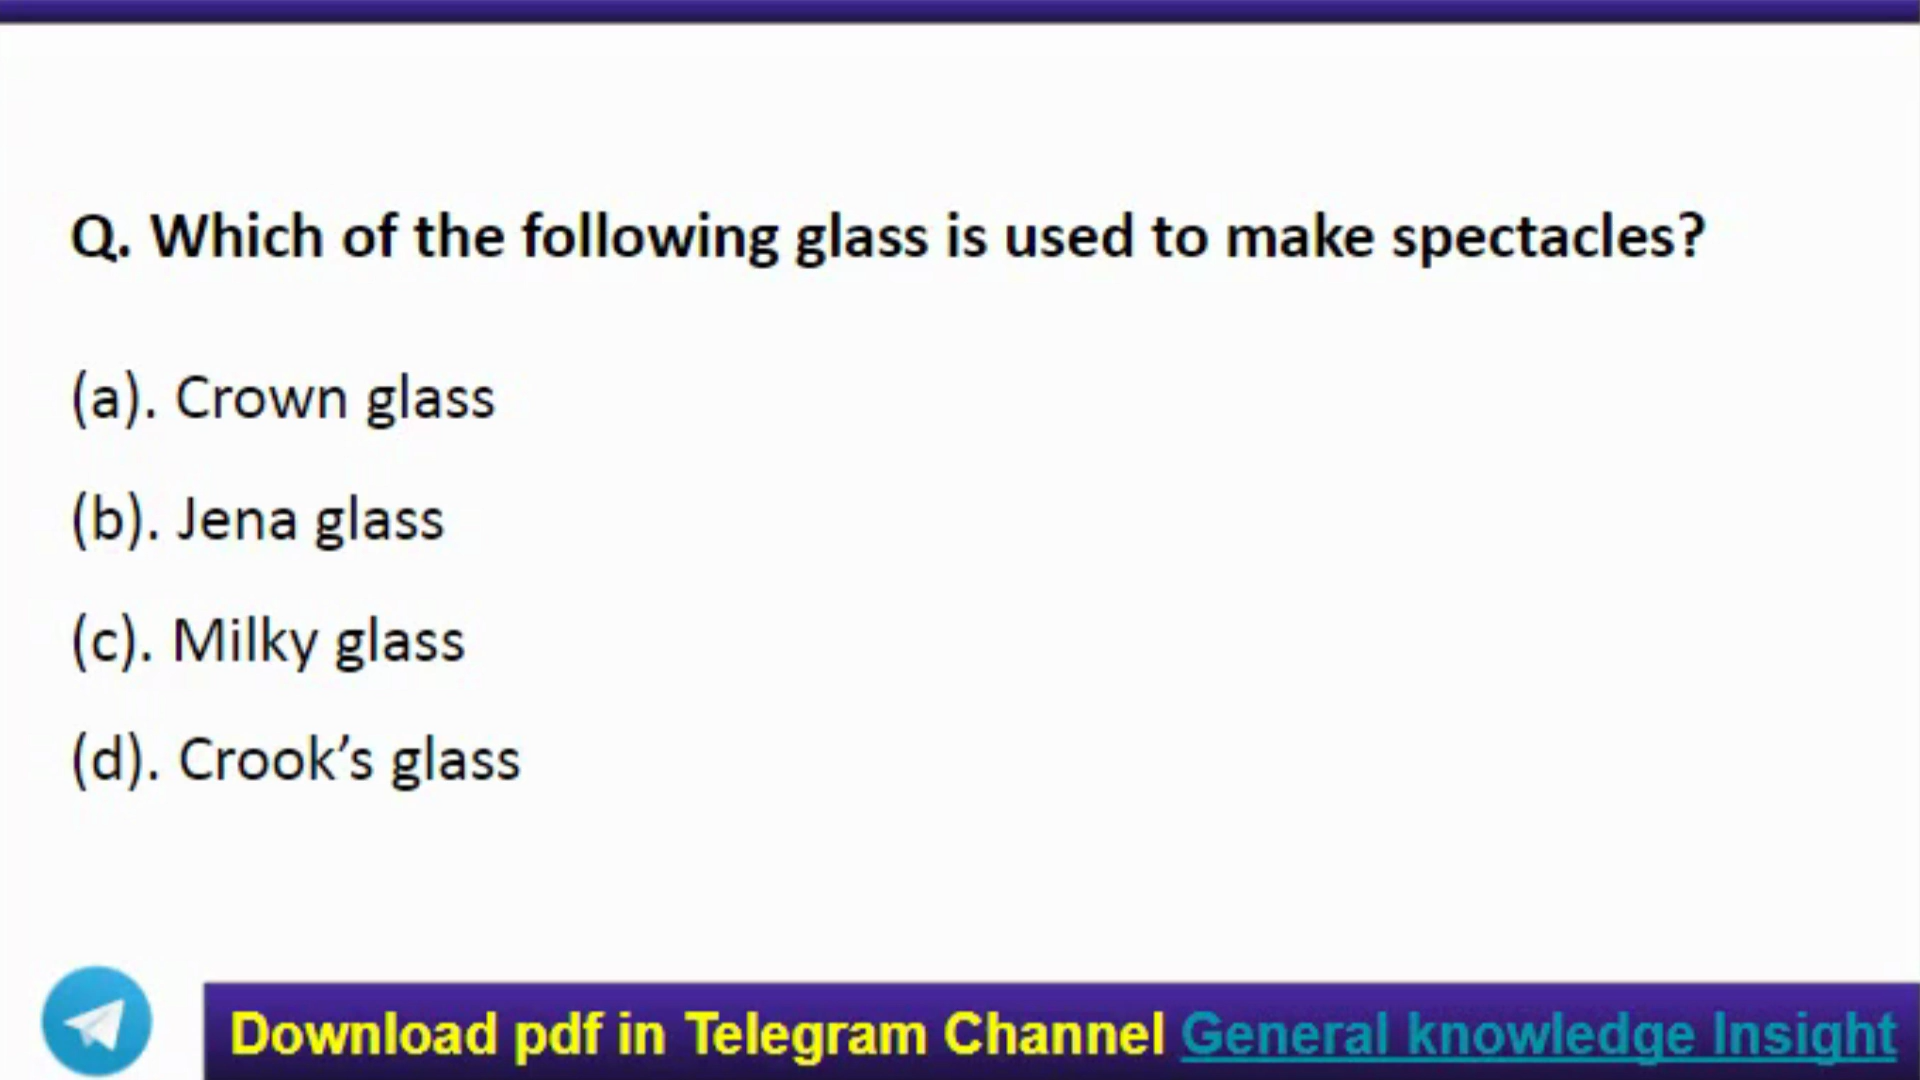 Q. Which of the following glass is used to make spectacles?
(a). Crown glass
(b). Jena glass
(c). Milky glass
(d). Crook’s glass
Download pdf in Telegram Channel General knowledge Insight